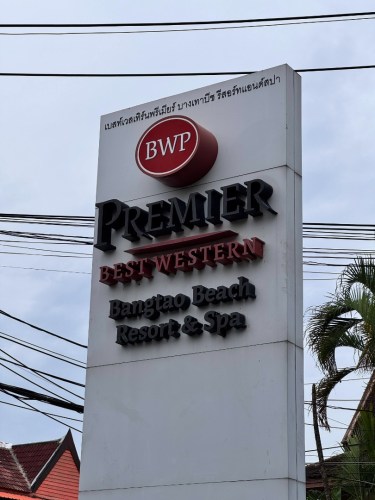 เบสท์เวสเทิร์นพรีเมียร์ บางเทาบีช รีสอร์ทแอนด์สปา
BWP
PREMIER
BEST WESTERN
Bangtao Beach
Resort & Spa